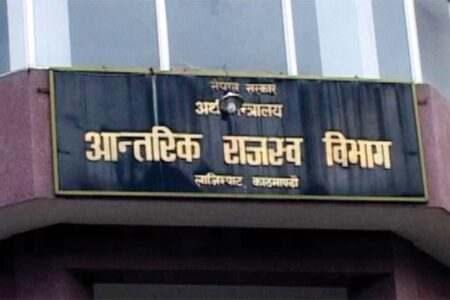 नेपाल सरकार
अर्थ मन्त्रालय
आन्तरिक राजस्व विभाग
लाजिम्पाट, काठमाण्डौ